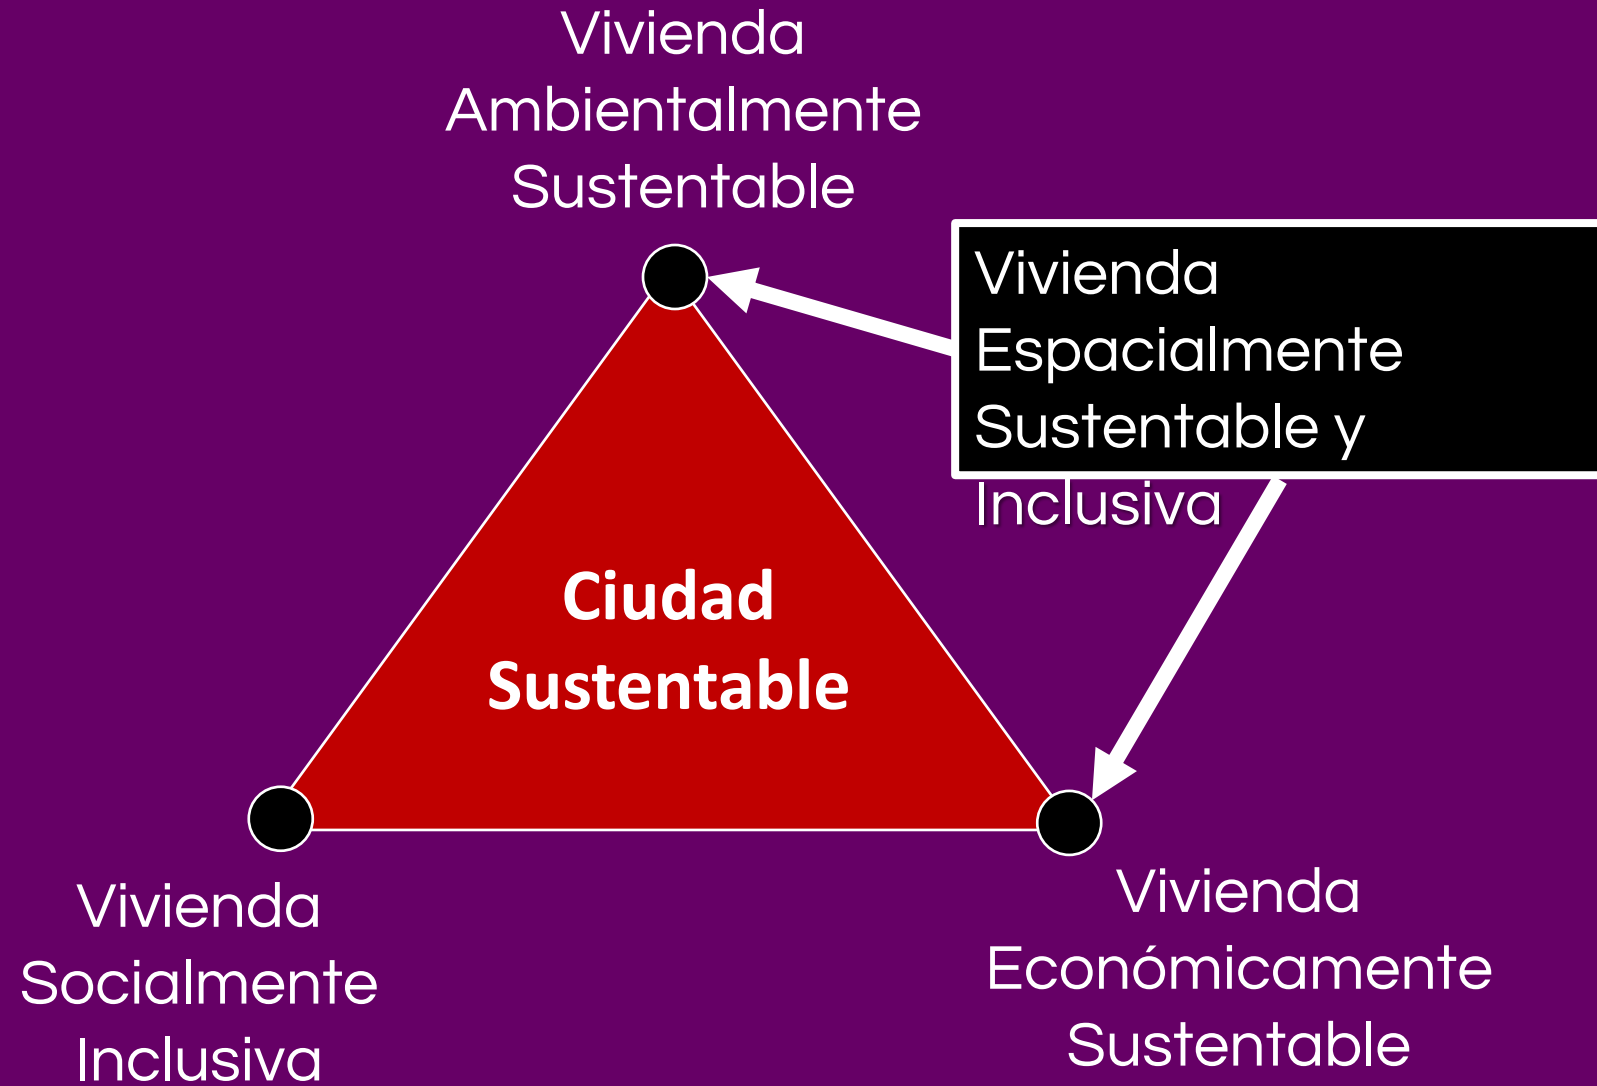 Vivienda
Ambientalmente
Sustentable
Vivienda
Espacialmente
Sustentable y
Inclusiva
Ciudad
Sustentable
Vivienda
Socialmente
Inclusiva
Vivienda
Económicamente
Sustentable